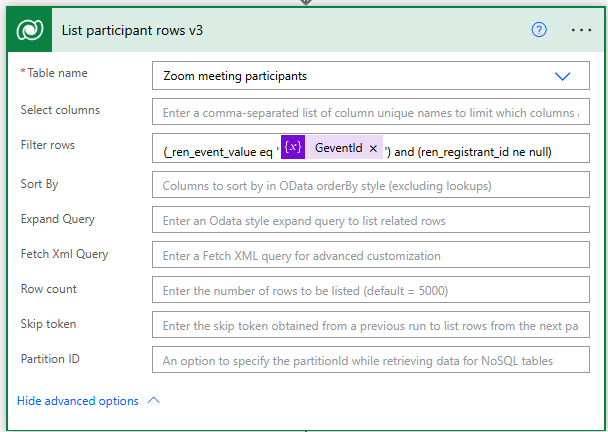 List participant rows v3
* Table name
Zoom meeting participants
Select columns
Enter a comma-separated list of column unique names to limit which columns a
Filter rows
(_ren_event_value eq ' {x} GeventId × ') and (ren_registrant_id ne null)
Sort By
Columns to sort by in OData orderBy style (excluding lookups)
Expand Query
Enter an Odata style expand query to list related rows
Fetch Xml Query
Enter a Fetch XML query for advanced customization
Row count
Enter the number of rows to be listed (default = 5000)
Skip token
Enter the skip token obtained from a previous run to list rows from the next pa
Partition ID
An option to specify the partitionId while retrieving data for NoSQL tables
Hide advanced options